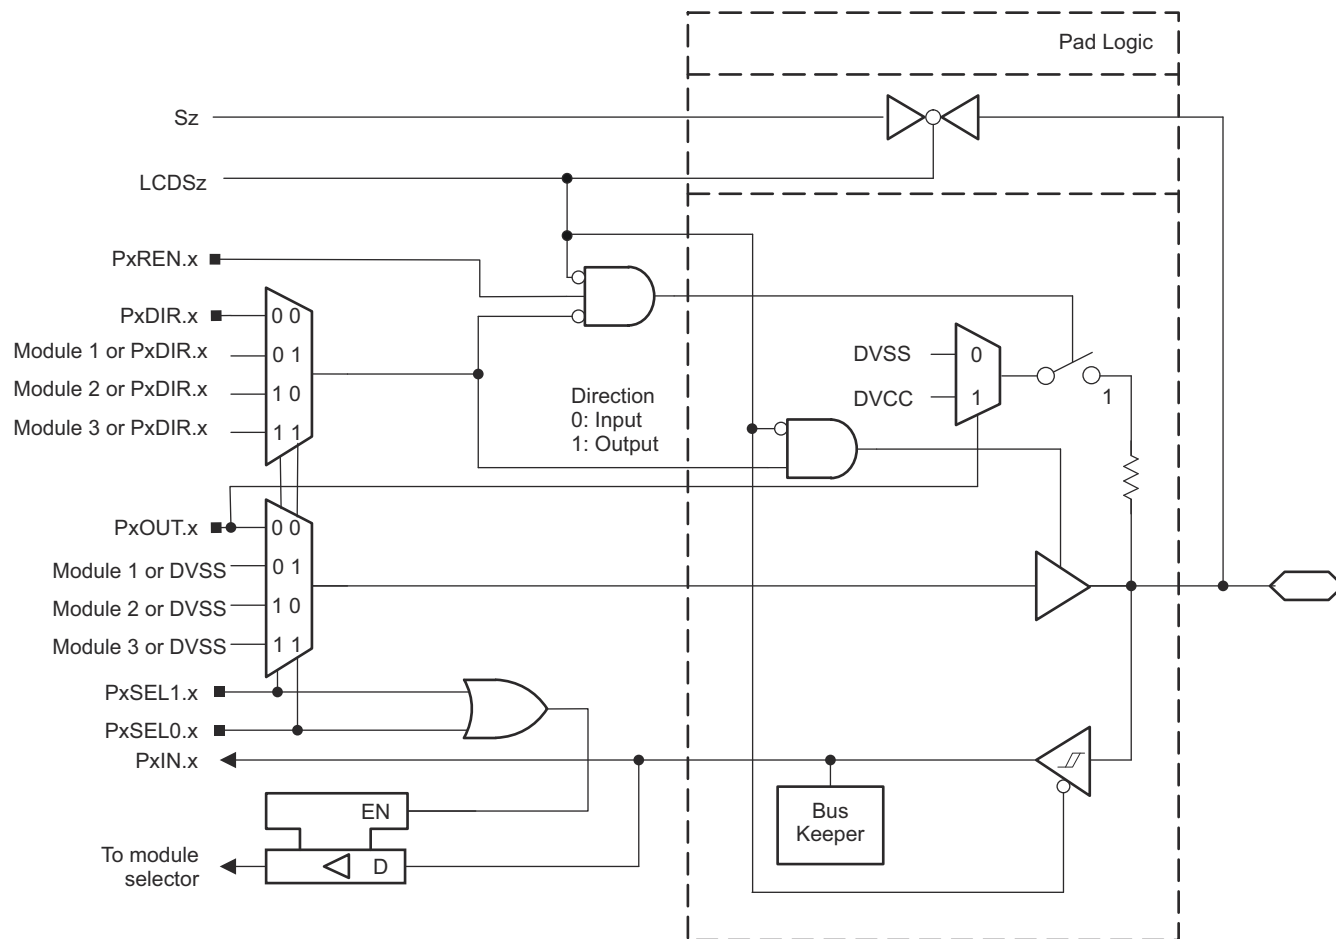 Pad Logic
Sz
LCDSz
PxREN.x
PxDIR.x
0 0
Module 1 or PxDIR.x
0 1
Module 2 or PxDIR.x
1 0
Module 3 or PxDIR.x
1 1
Direction
0: Input
1: Output
DVSS
0
DVCC
1
1
PxOUT.x
0 0
Module 1 or DVSS
0 1
Module 2 or DVSS
1 0
Module 3 or DVSS
1 1
PxSEL1.x
PxSEL0.x
PxIN.x
EN
D
To module
selector
Bus
Keeper